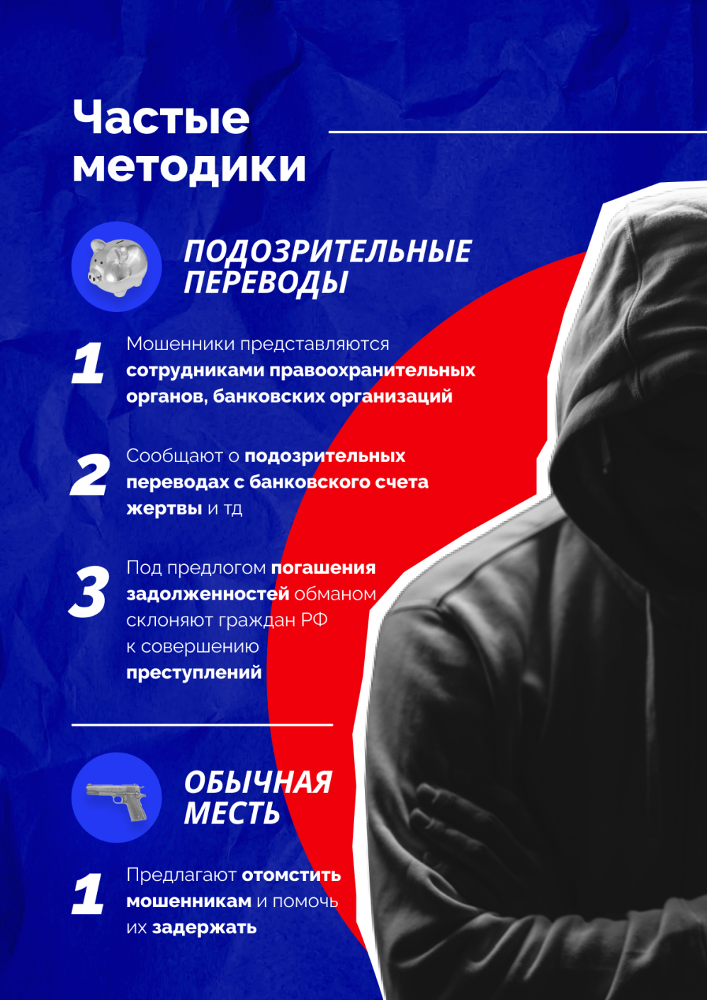 Частые
методики
ПОДОЗРИТЕЛЬНЫЕ
ПЕРЕВОДЫ
1
Мошенники представляются
сотрудниками правоохранительных
органов, банковских организаций
2
Сообщают о подозрительных
переводах с банковского счета
жертвы и тд
3
Под предлогом погашения
задолженностей обманом
склоняют граждан РФ
к совершению
преступлений
ОБЫЧНАЯ
МЕСТЬ
1
Предлагают отомстить
мошенникам и помочь
их задержать